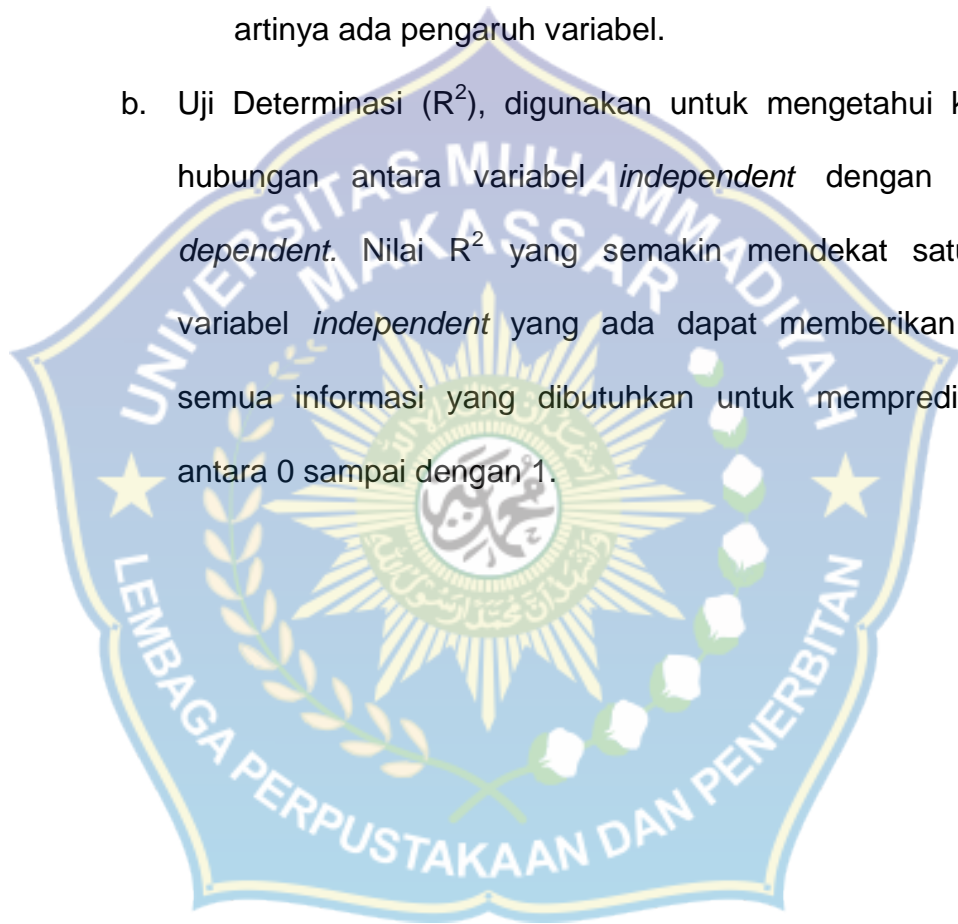 artinya ada pengaruh variabel.
b. Uji Determinasi (R²), digunakan untuk mengetahui
hubungan antara variabel independent dengan
dependent. Nilai R² yang semakin mendekat
variabel independent yang ada dapat memberikan
semua informasi yang dibutuhkan untuk
antara 0 sampai dengan 1.
UNIVERSITAS MUHAMMADIYAH
MAKASSAR
محمد
LEMBAGA PERPUSTAKAAN DAN PENERBITAN